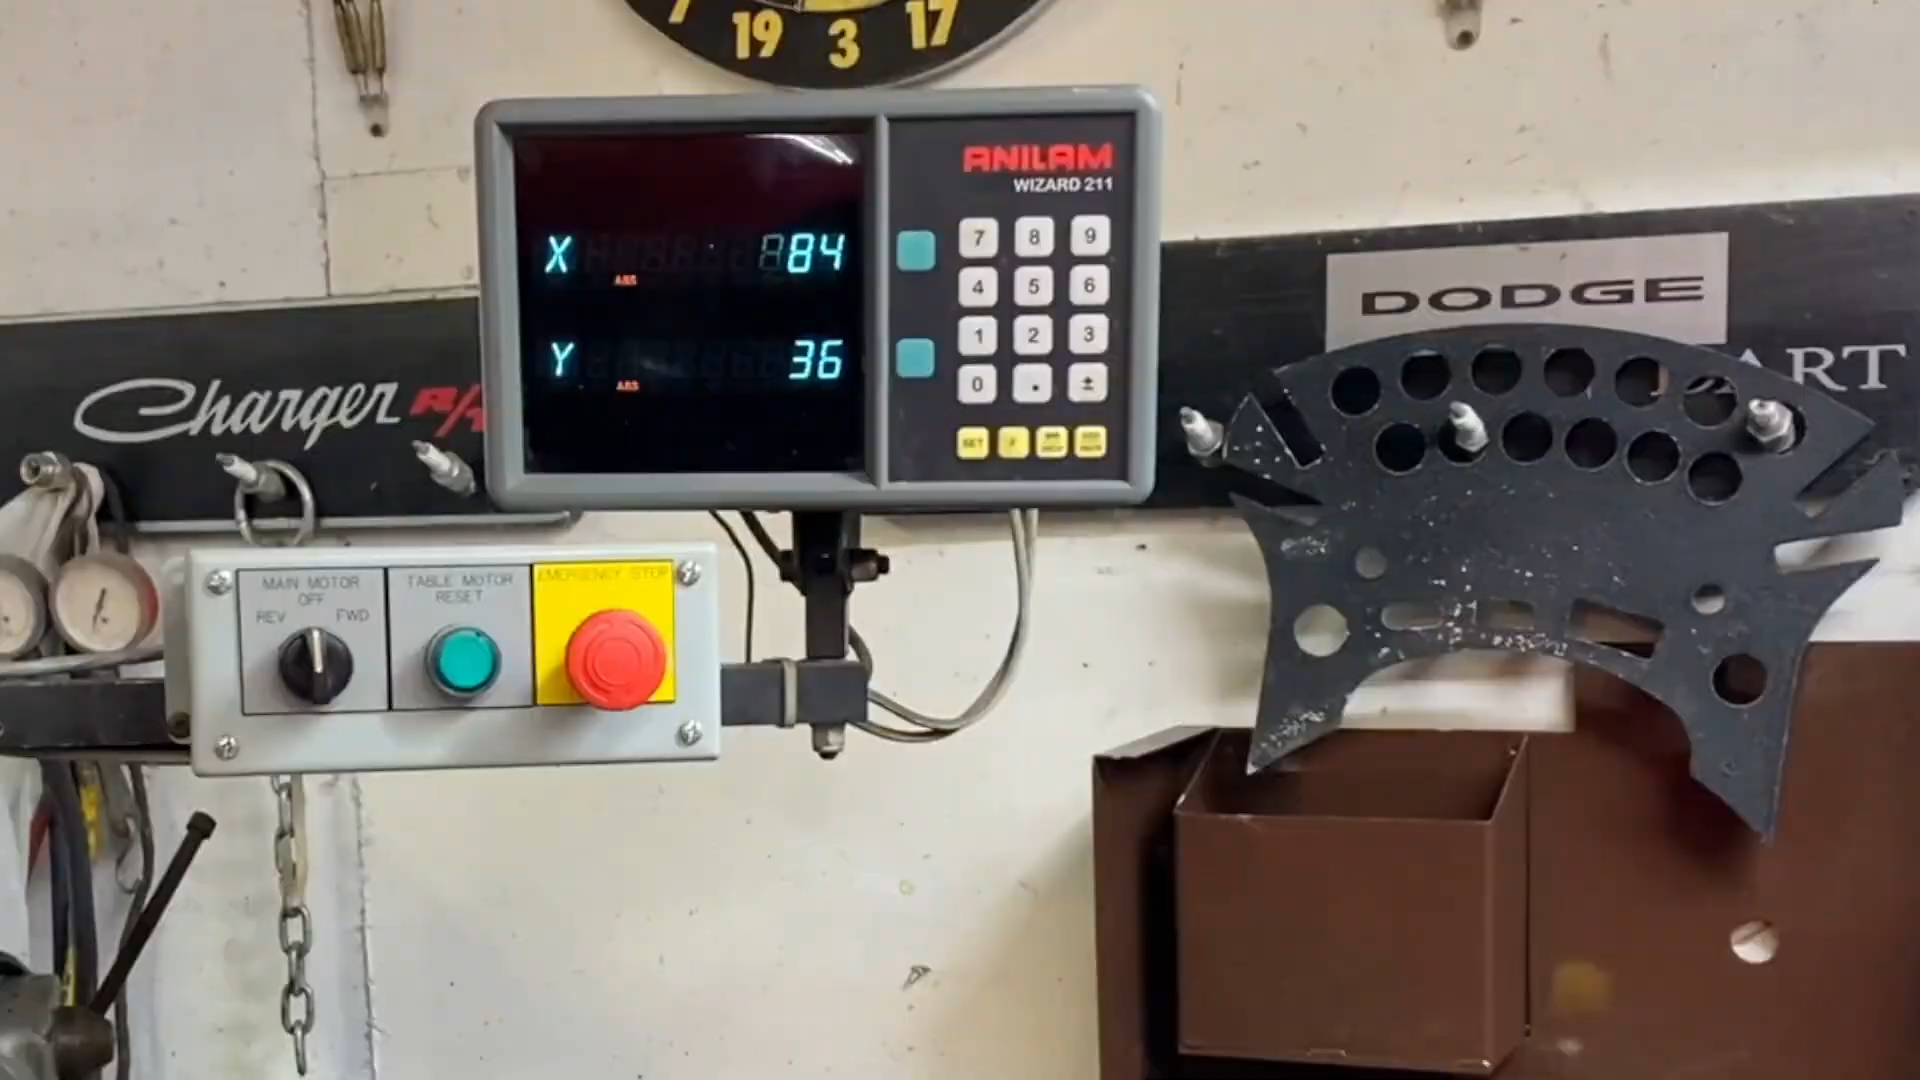 19 3 17
ANILAM
WIZARD 211
X 84
ABS
Y 36
ABS
7 8 9
4 5 6
1 2 3
0 . ±
SET
DODGE
Charger R/T
ART
MAIN MOTOR
OFF
REV FWD
TABLE MOTOR
RESET
EMERGENCY STOP